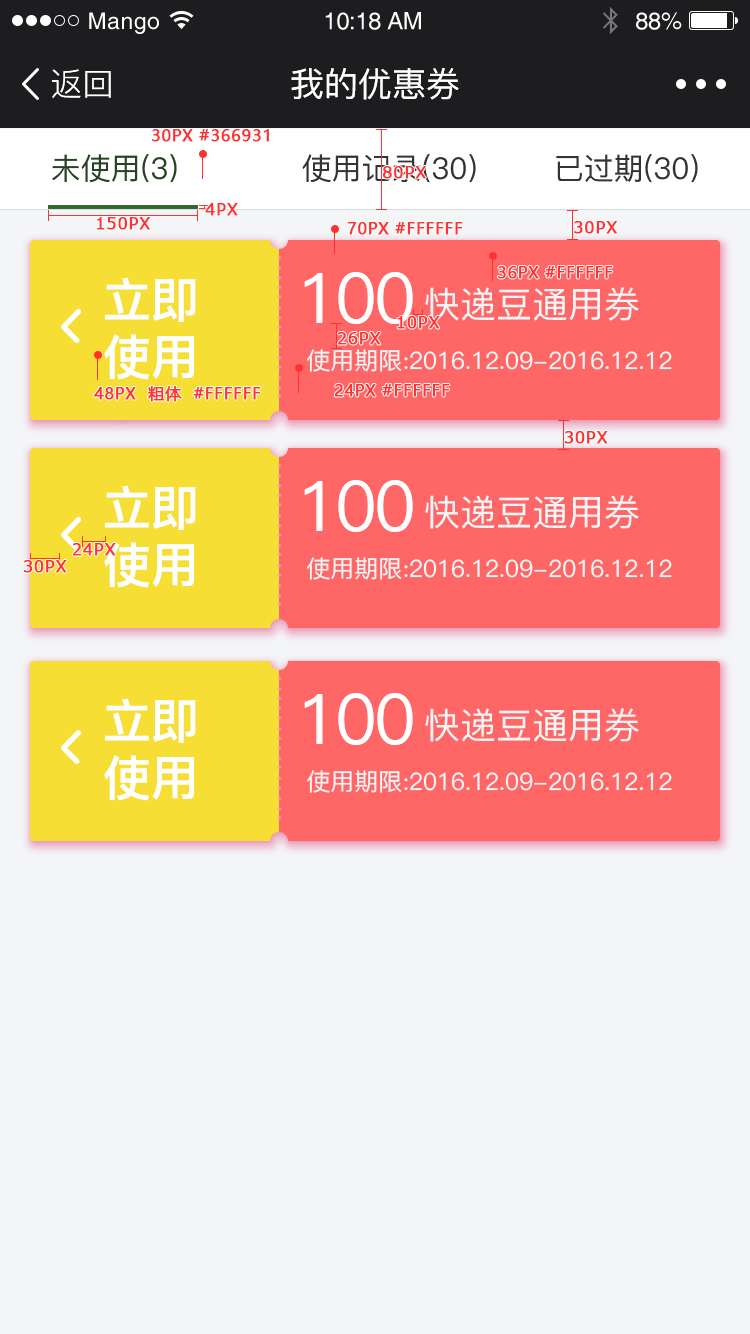 Mango 10:18 AM 88%
返回 我的优惠券
30PX #366931
未使用(3) 使用记录(30) 已过期(30)
80PX
4PX
150PX
70PX #FFFFFF
30PX
36PX #FFFFFF
立即
使用
100 快递豆通用券
10PX
26PX
使用期限:2016.12.09-2016.12.12
48PX 粗体 #FFFFFF
24PX #FFFFFF
30PX
立即
使用
100 快递豆通用券
使用期限:2016.12.09-2016.12.12
24PX
30PX
立即
使用
100 快递豆通用券
使用期限:2016.12.09-2016.12.12